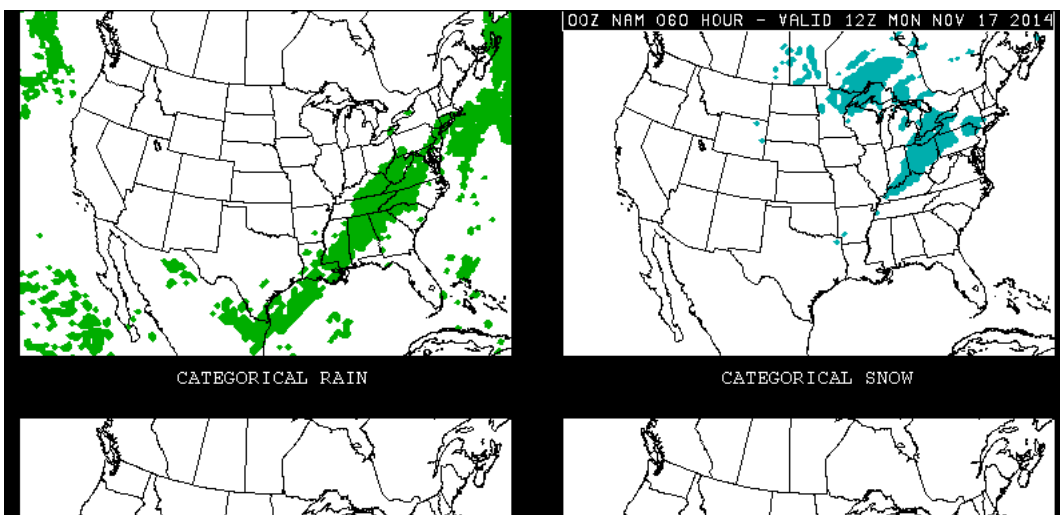 00Z NAM 060 HOUR - VALID 12Z MON NOV 17 2014
CATEGORICAL RAIN
CATEGORICAL SNOW